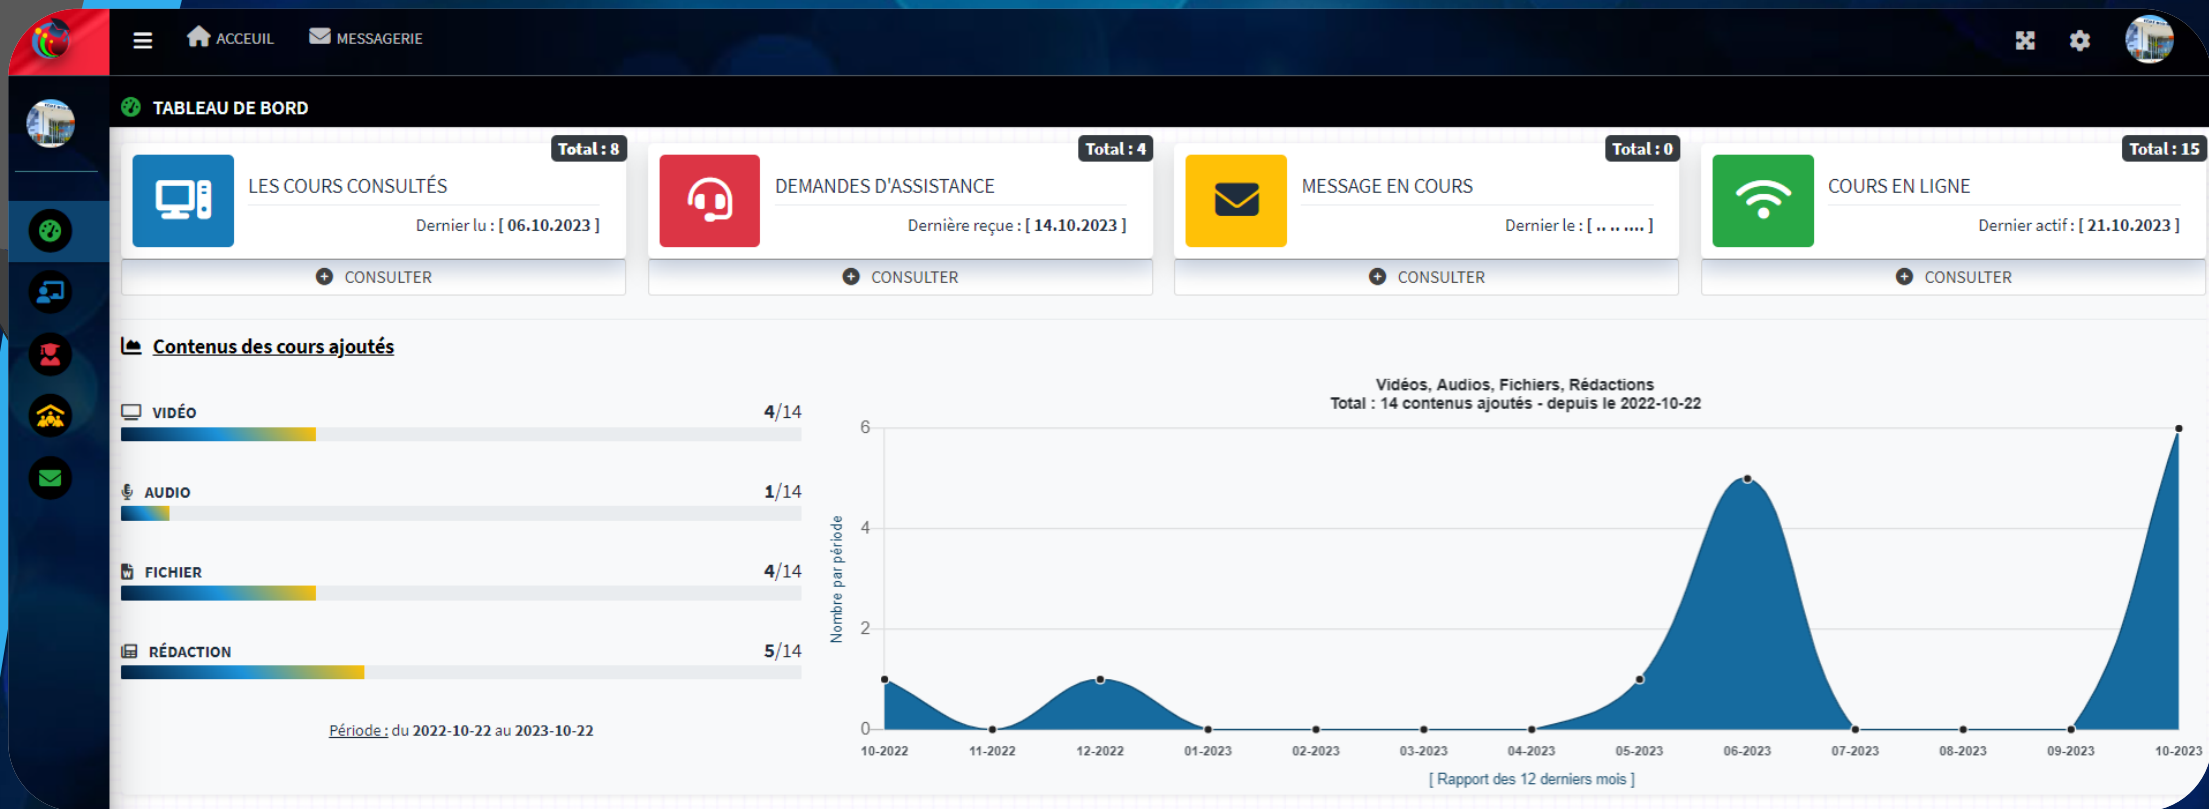 ACCEUIL
MESSAGERIE
TABLEAU DE BORD
Total : 8
LES COURS CONSULTÉS
Dernier lu : [ 06.10.2023 ]
CONSULTER
Total : 4
DEMANDES D'ASSISTANCE
Dernière reçue : [ 14.10.2023 ]
CONSULTER
Total : 0
MESSAGE EN COURS
Dernier le : [ .. .. .... ]
CONSULTER
Total : 15
COURS EN LIGNE
Dernier actif : [ 21.10.2023 ]
CONSULTER
Contenus des cours ajoutés
VIDÉO 4/14
AUDIO 1/14
FICHIER 4/14
RÉDACTION 5/14
Période : du 2022-10-22 au 2023-10-22
Vidéos, Audios, Fichiers, Rédactions
Total : 14 contenus ajoutés - depuis le 2022-10-22
Nombre par période
6
4
2
0
10-2022 11-2022 12-2022 01-2023 02-2023 03-2023 04-2023 05-2023 06-2023 07-2023 08-2023 09-2023 10-2023
[ Rapport des 12 derniers mois ]